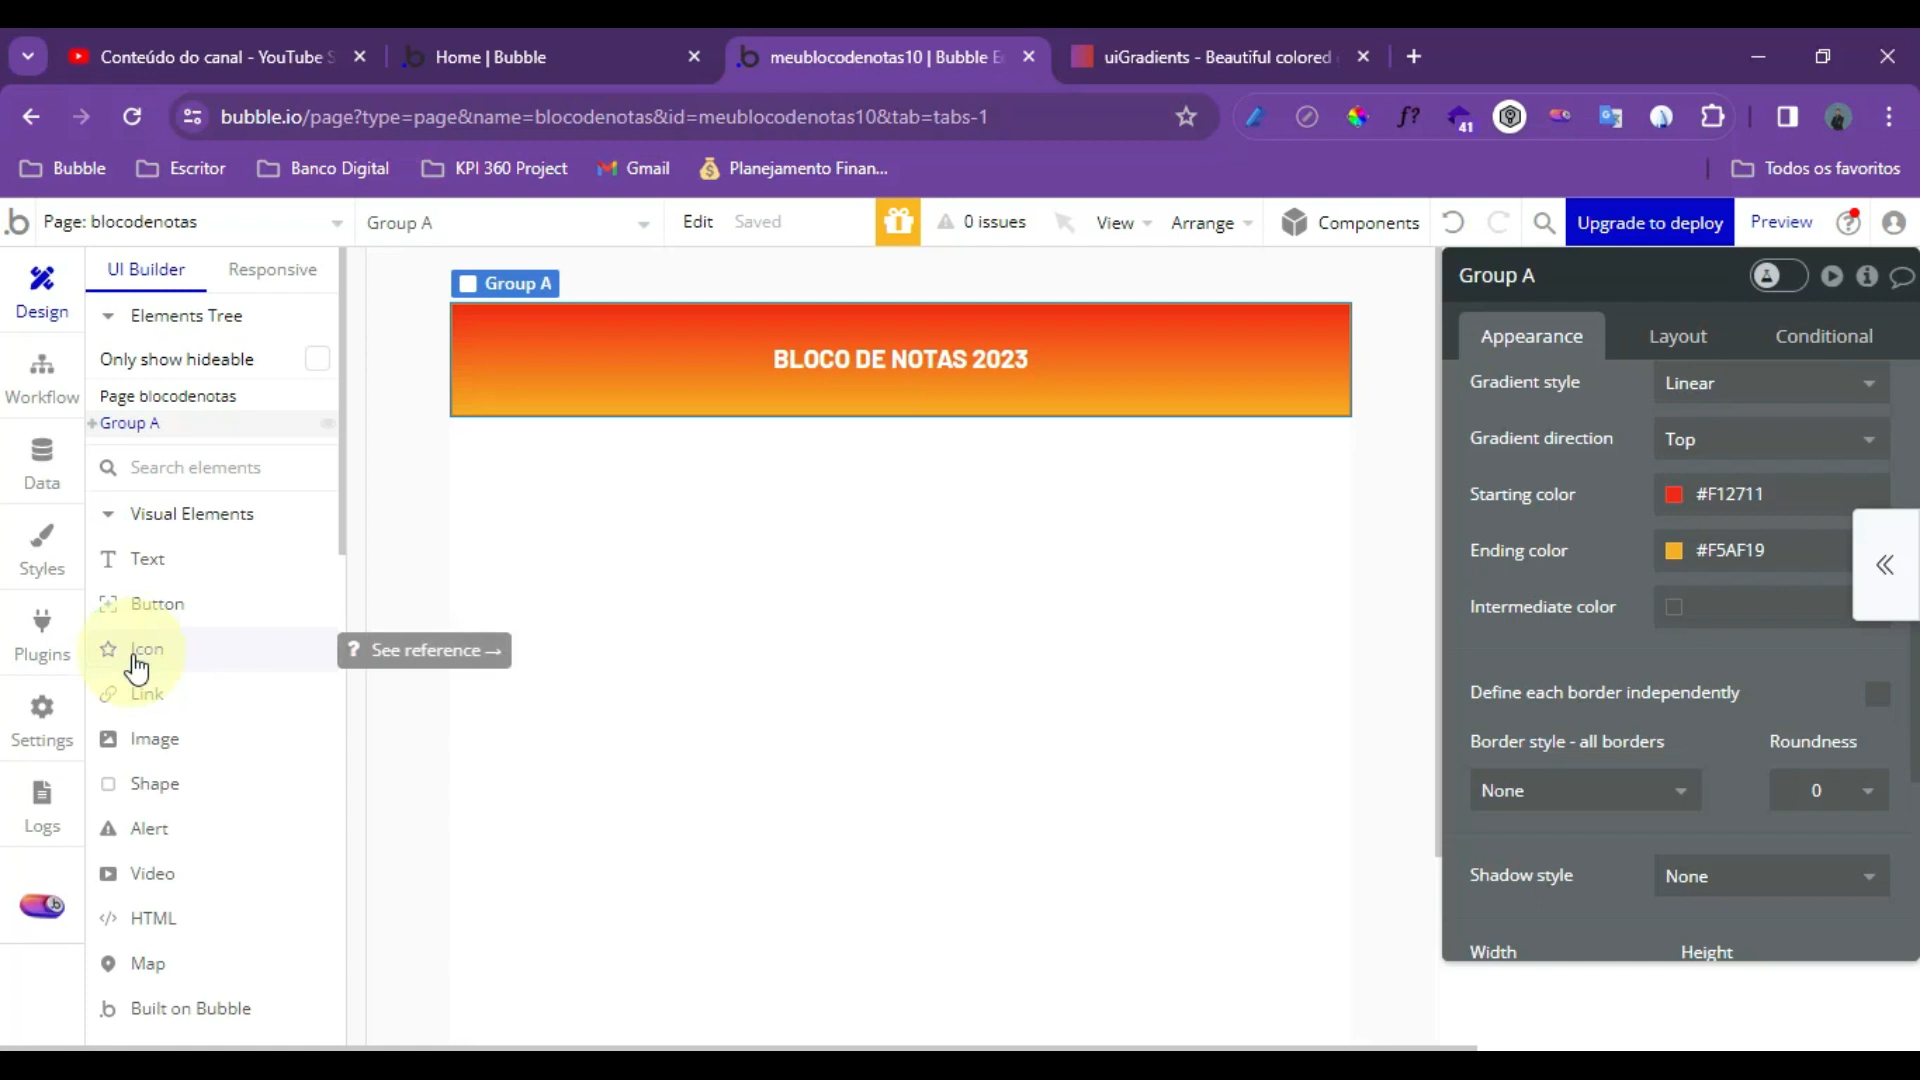 Conteúdo do canal - YouTube S
Home | Bubble
meublocodenotas10 | Bubble E
uiGradients - Beautiful colored
bubble.io/page?type=page&name=blocodenotas&id=meublocodenotas10&tab=tabs-1
41
Bubble
Escritor
Banco Digital
KPI 360 Project
Gmail
Planejamento Finan...
Todos os favoritos
Page: blocodenotas
Group A
Edit
Saved
0 issues
View
Arrange
Components
Upgrade to deploy
Preview
Design
Workflow
Data
Styles
Plugins
Settings
Logs
UI Builder
Responsive
Elements Tree
Only show hideable
Page blocodenotas
Group A
Search elements
Visual Elements
Text
Button
Icon
Link
Image
Shape
Alert
Video
HTML
Map
Built on Bubble
? See reference →
Group A
BLOCO DE NOTAS 2023
Group A
Appearance
Layout
Conditional
Gradient style
Linear
Gradient direction
Top
Starting color
#F12711
Ending color
#F5AF19
Intermediate color
Define each border independently
Border style - all borders
Roundness
None
0
Shadow style
None
Width
Height